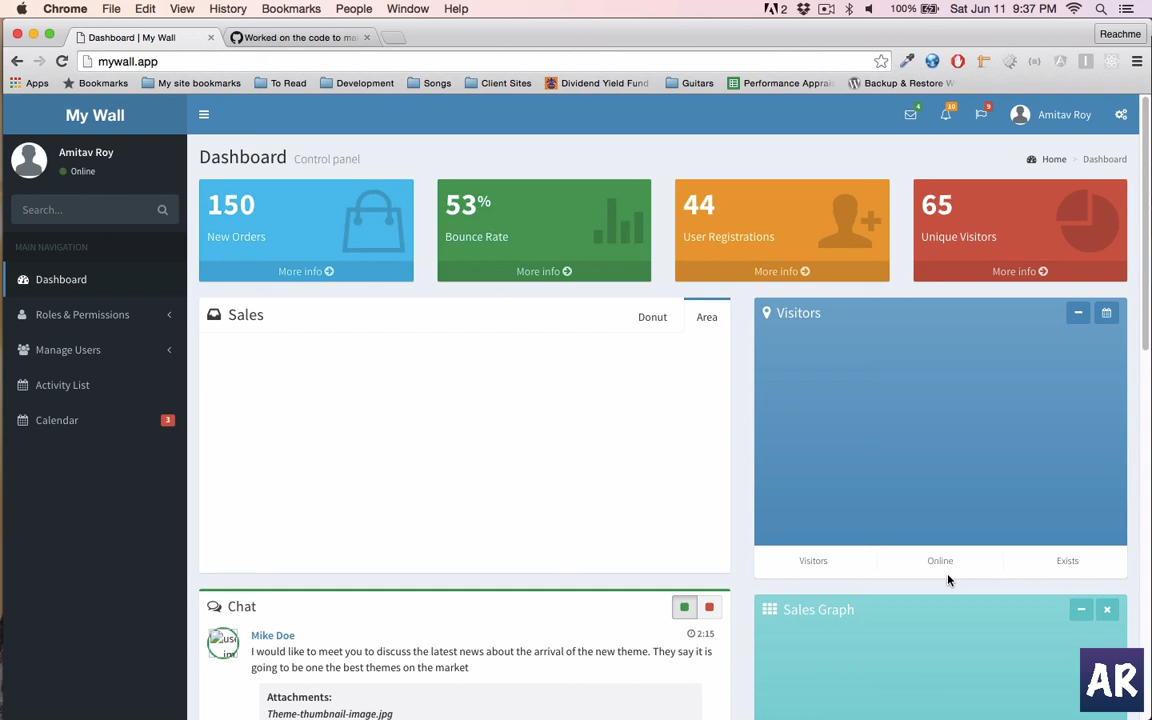 Chrome File Edit View History Bookmarks People Window Help 2 100% Sat Jun 11 9:37 PM
Dashboard | My Wall Worked on the code to ma Reachme
mywall.app
Apps Bookmarks My site bookmarks To Read Development Songs Client Sites Dividend Yield Fund Guitars Performance Apprai Backup & Restore W
My Wall 4 10 9 Amitav Roy
Amitav Roy
Online
Search...
MAIN NAVIGATION
Dashboard
Roles & Permissions
Manage Users
Activity List
Calendar 3
Dashboard Control panel Home > Dashboard
150 53% 44 65
New Orders Bounce Rate User Registrations Unique Visitors
More info More info More info More info
Sales Donut Area
Visitors
Visitors Online Exists
Chat
Mike Doe 2:15
I would like to meet you to discuss the latest news about the arrival of the new theme. They say it is
going to be one the best themes on the market
Attachments:
Theme-thumbnail-image.jpg
Sales Graph
AR